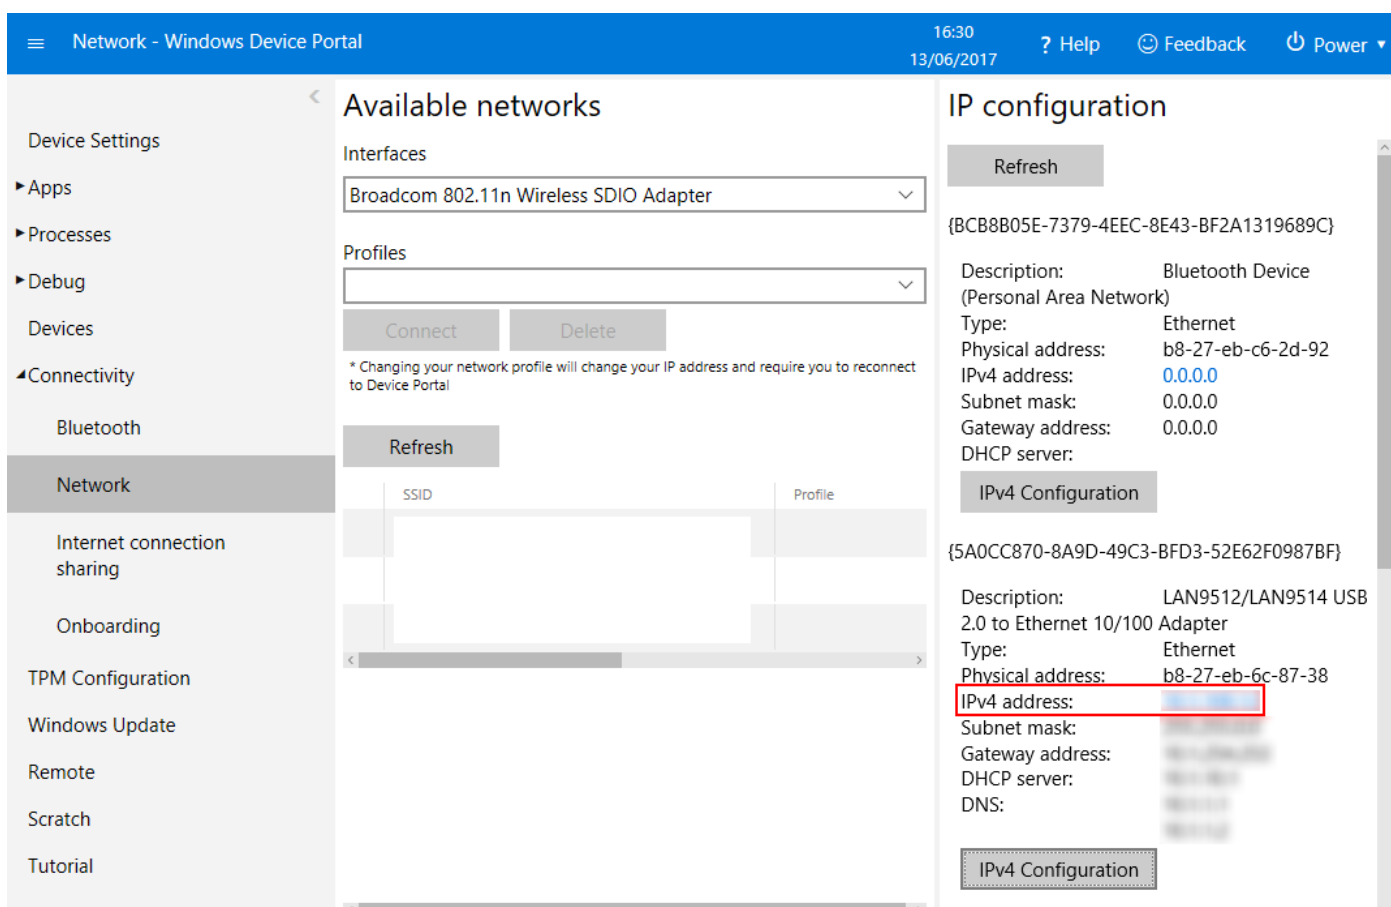 Network - Windows Device Portal
16:30
13/06/2017
? Help
Feedback
Power
Device Settings
Apps
Processes
Debug
Devices
Connectivity
Bluetooth
Network
Internet connection
sharing
Onboarding
TPM Configuration
Windows Update
Remote
Scratch
Tutorial
Available networks
Interfaces
Broadcom 802.11n Wireless SDIO Adapter
Profiles
Connect Delete
* Changing your network profile will change your IP address and require you to reconnect
to Device Portal
Refresh
SSID Profile
IP configuration
Refresh
{BCB8B05E-7379-4EEC-8E43-BF2A1319689C}
Description: Bluetooth Device
(Personal Area Network)
Type: Ethernet
Physical address: b8-27-eb-c6-2d-92
IPv4 address: 0.0.0.0
Subnet mask: 0.0.0.0
Gateway address: 0.0.0.0
DHCP server:
IPv4 Configuration
{5A0CC870-8A9D-49C3-BFD3-52E62F0987BF}
Description: LAN9512/LAN9514 USB
2.0 to Ethernet 10/100 Adapter
Type: Ethernet
Physical address: b8-27-eb-6c-87-38
IPv4 address:
Subnet mask:
Gateway address:
DHCP server:
DNS:
IPv4 Configuration